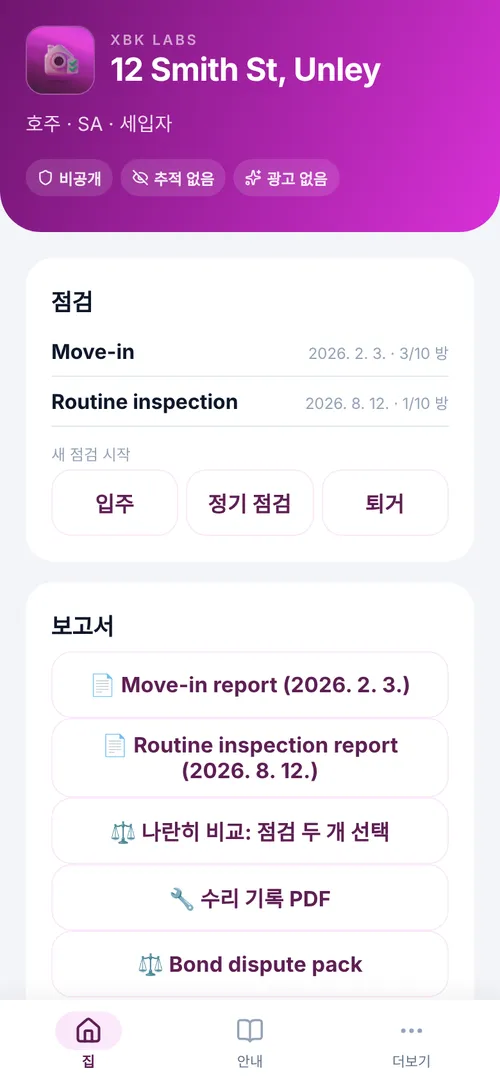 XBK LABS
12 Smith St, Unley
호주 · SA · 세입자
비공개
추적 없음
광고 없음
점검
Move-in
2026. 2. 3. · 3/10 방
Routine inspection
2026. 8. 12. · 1/10 방
새 점검 시작
입주
정기 점검
퇴거
보고서
📄 Move-in report (2026. 2. 3.)
📄 Routine inspection report
(2026. 8. 12.)
⚖️ 나란히 비교: 점검 두 개 선택
🔧 수리 기록 PDF
⚖️ Bond dispute pack
집
안내
더보기